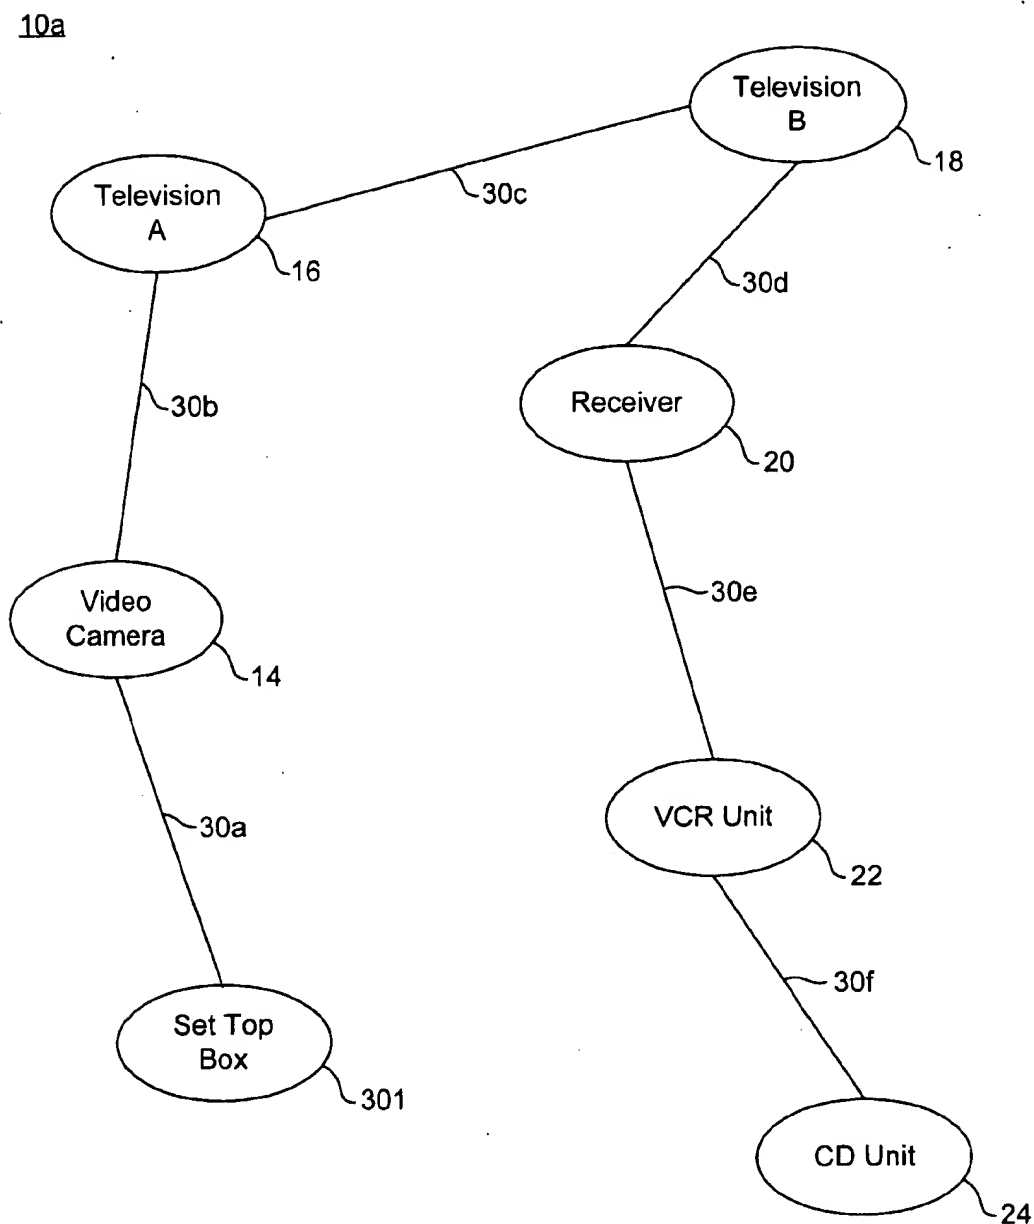 10a
Television
B
18
30c
Television
A
16
30d
Receiver
20
30b
30e
Video
Camera
14
VCR Unit
22
30a
30f
Set Top
Box
301
CD Unit
24